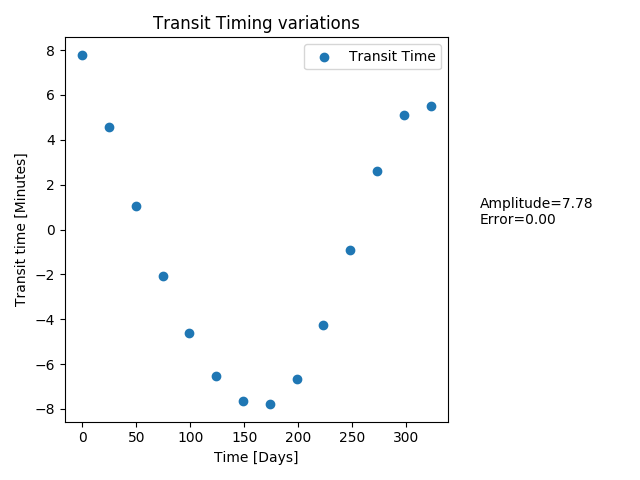 Transit Timing variations
Transit Time
Transit time [Minutes]
8
6
4
2
0
−2
−4
−6
−8
0 50 100 150 200 250 300
Time [Days]
Amplitude=7.78
Error=0.00